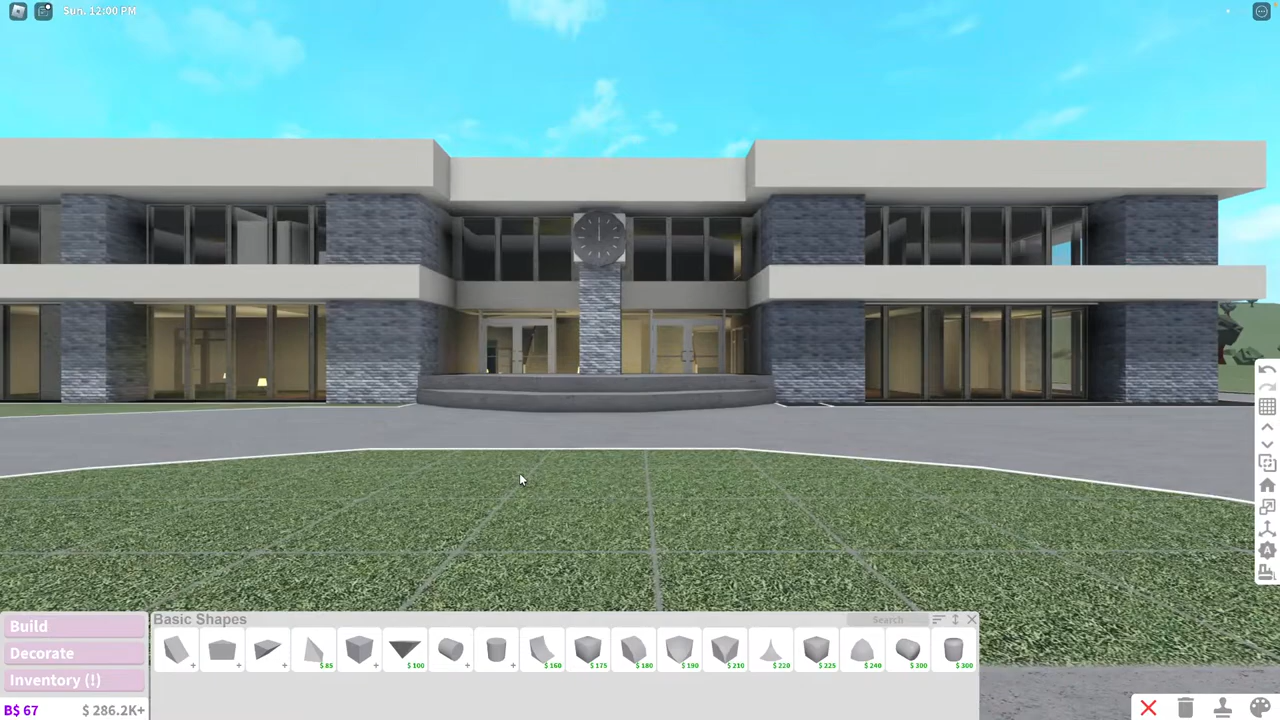 Sun. 12:00 PM
Basic Shapes
Search
+
+
+
$ 85
+
$ 100
+
+
$ 160
$ 175
$ 180
$ 190
$ 210
$ 220
$ 225
$ 240
$ 300
$ 300
Build
Decorate
Inventory (!)
B$ 67
$ 286.2K+
A